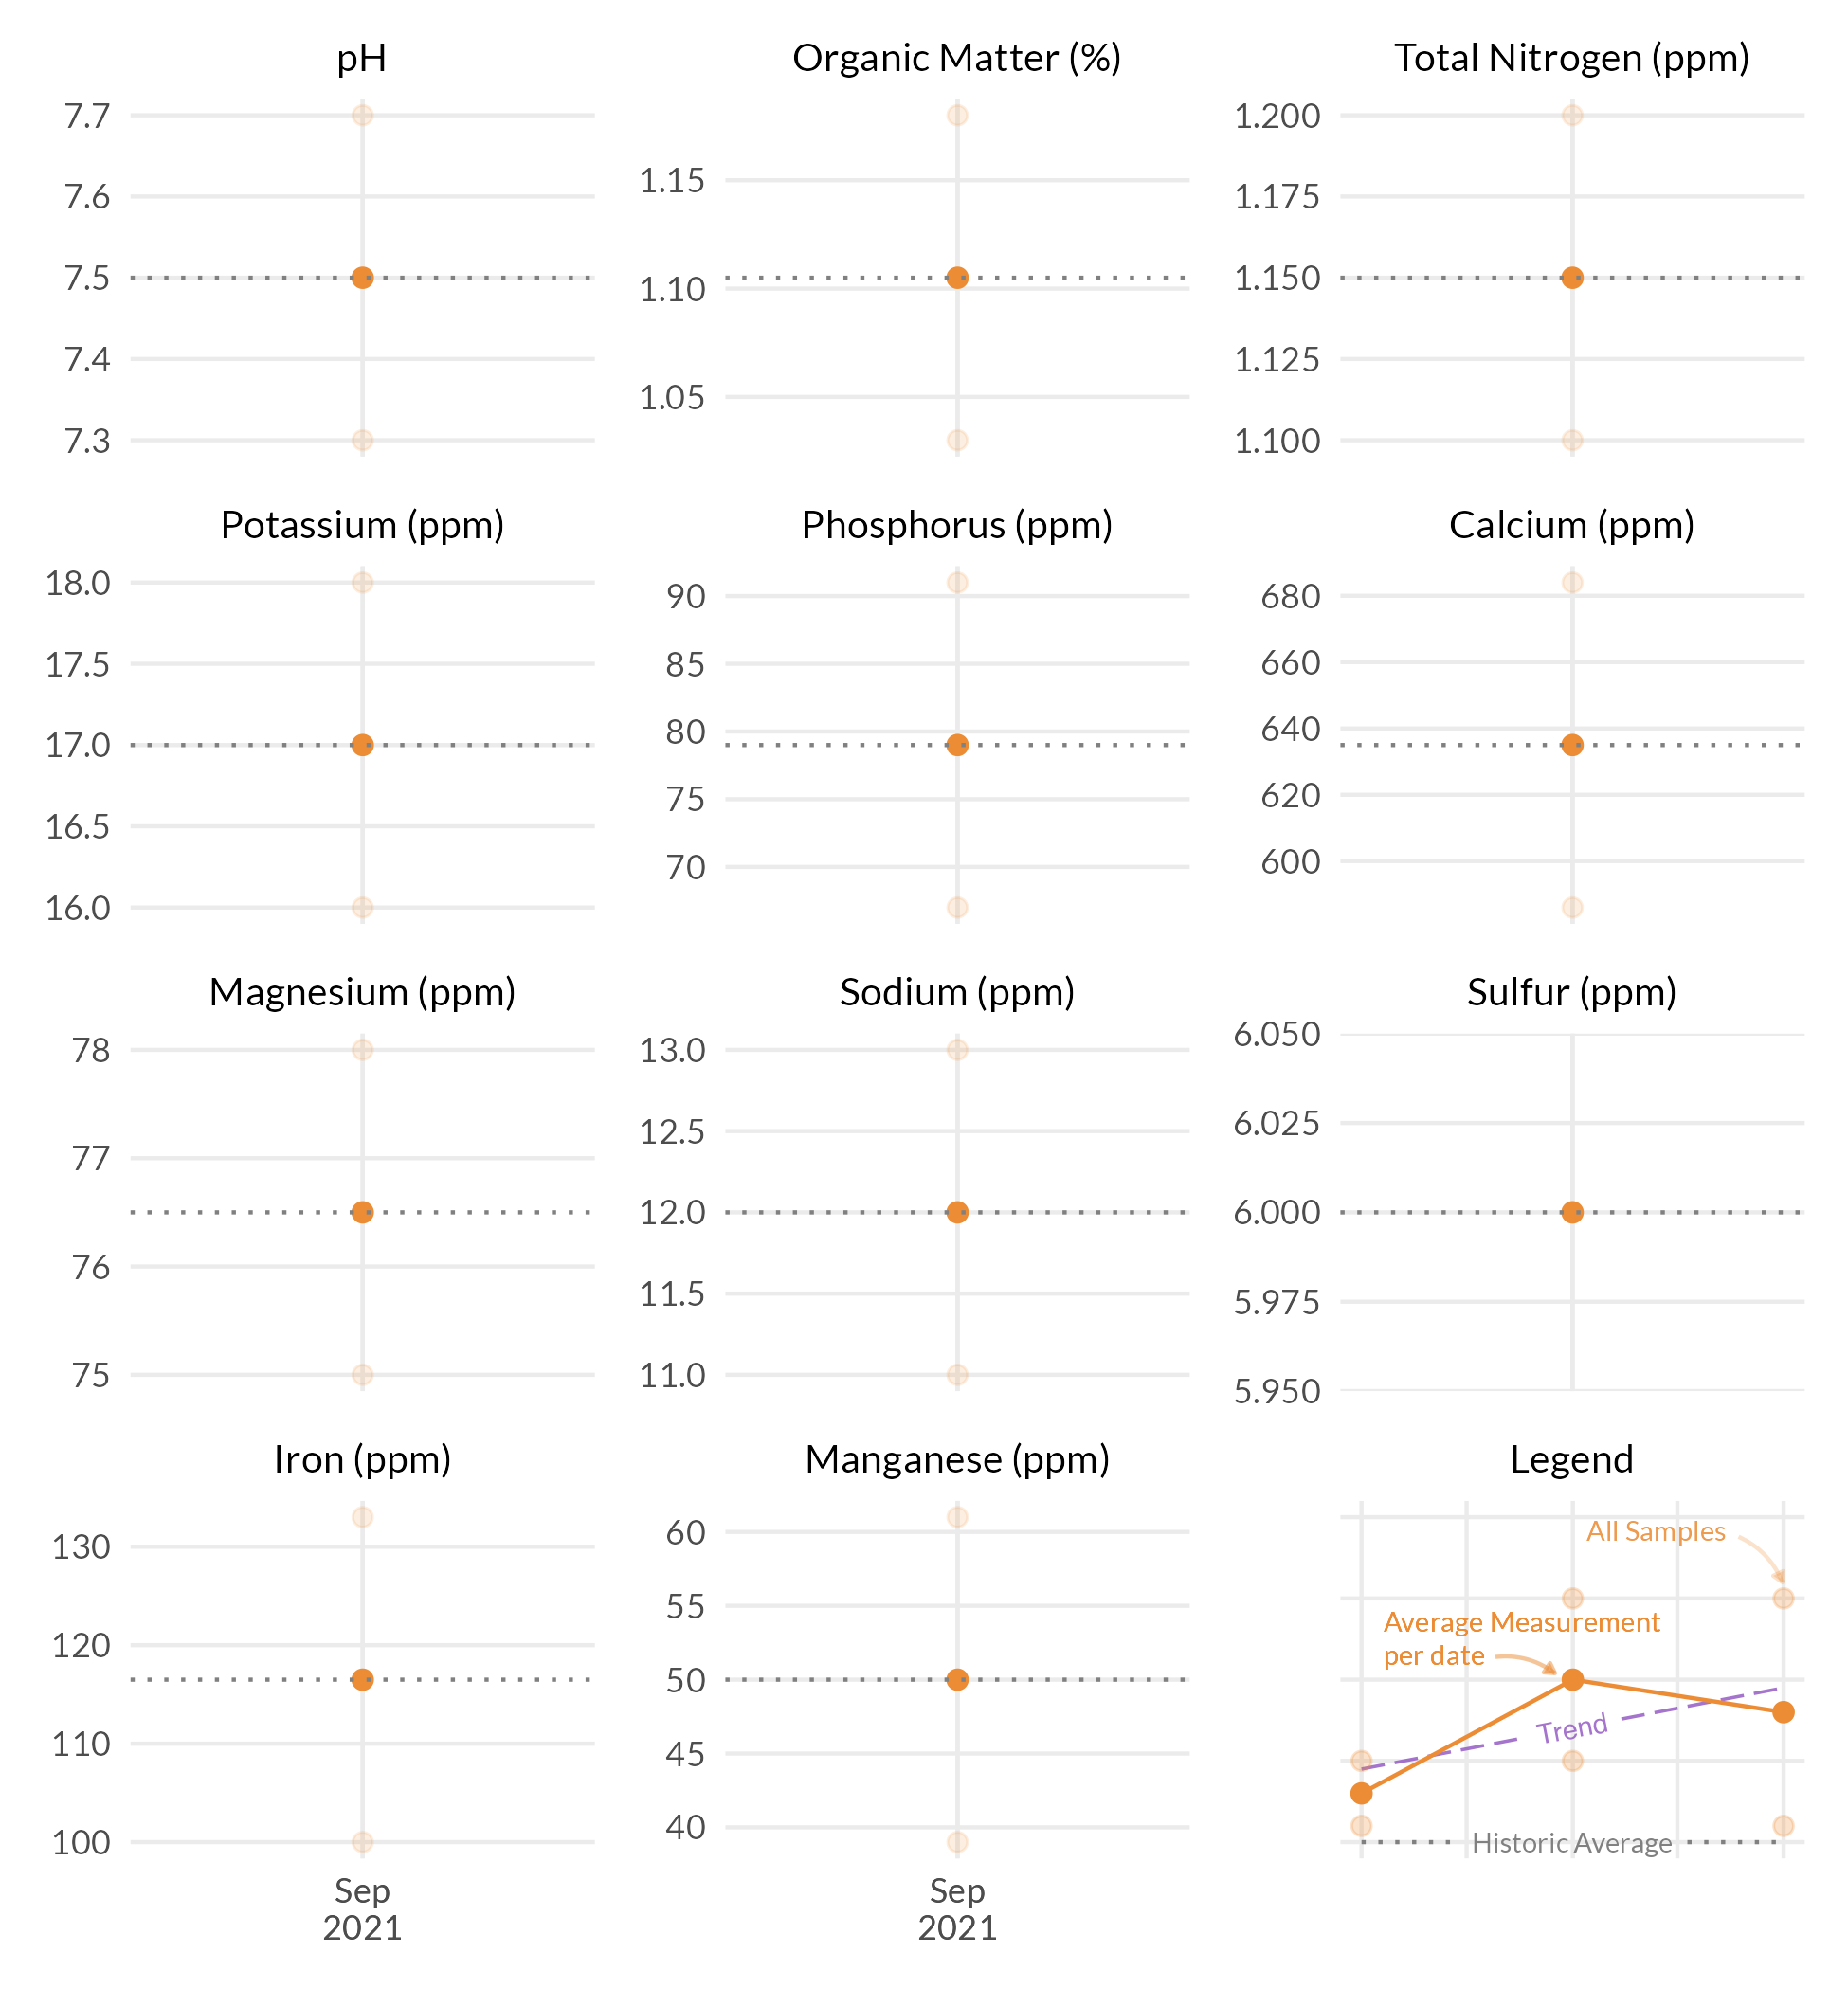 pH
7.7
7.6
7.5
7.4
7.3
Organic Matter (%)
1.15
1.10
1.05
Total Nitrogen (ppm)
1.200
1.175
1.150
1.125
1.100
Potassium (ppm)
18.0
17.5
17.0
16.5
16.0
Phosphorus (ppm)
90
85
80
75
70
Calcium (ppm)
680
660
640
620
600
Magnesium (ppm)
78
77
76
75
Sodium (ppm)
13.0
12.5
12.0
11.5
11.0
Sulfur (ppm)
6.050
6.025
6.000
5.975
5.950
Iron (ppm)
130
120
110
100
Sep
2021
Manganese (ppm)
60
55
50
45
40
Sep
2021
Legend
All Samples
Average Measurement
per date
Trend
Historic Average